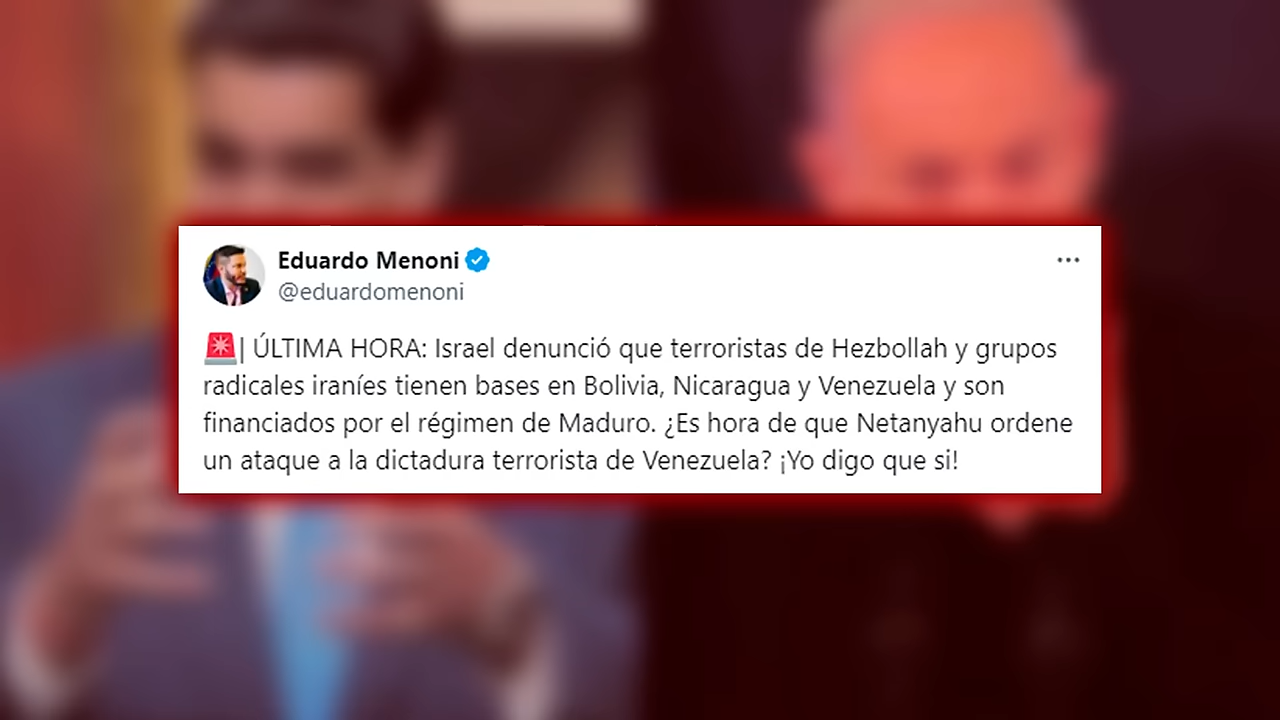 Eduardo Menoni
@eduardomenoni
🚨| ÚLTIMA HORA: Israel denunció que terroristas de Hezbollah y grupos
radicales iraníes tienen bases en Bolivia, Nicaragua y Venezuela y son
financiados por el régimen de Maduro. ¿Es hora de que Netanyahu ordene
un ataque a la dictadura terrorista de Venezuela? ¡Yo digo que si!